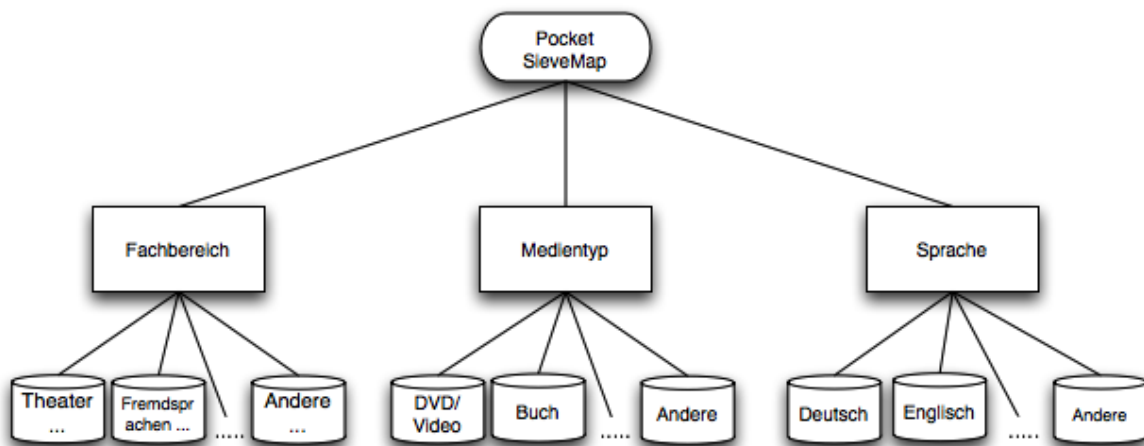 Pocket
SieveMap
Fachbereich
Medientyp
Sprache
Theater
...
Fremdspr
achen ...
.....
Andere
...
DVD/
Video
Buch
.....
Andere
Deutsch
Englisch
.....
Andere